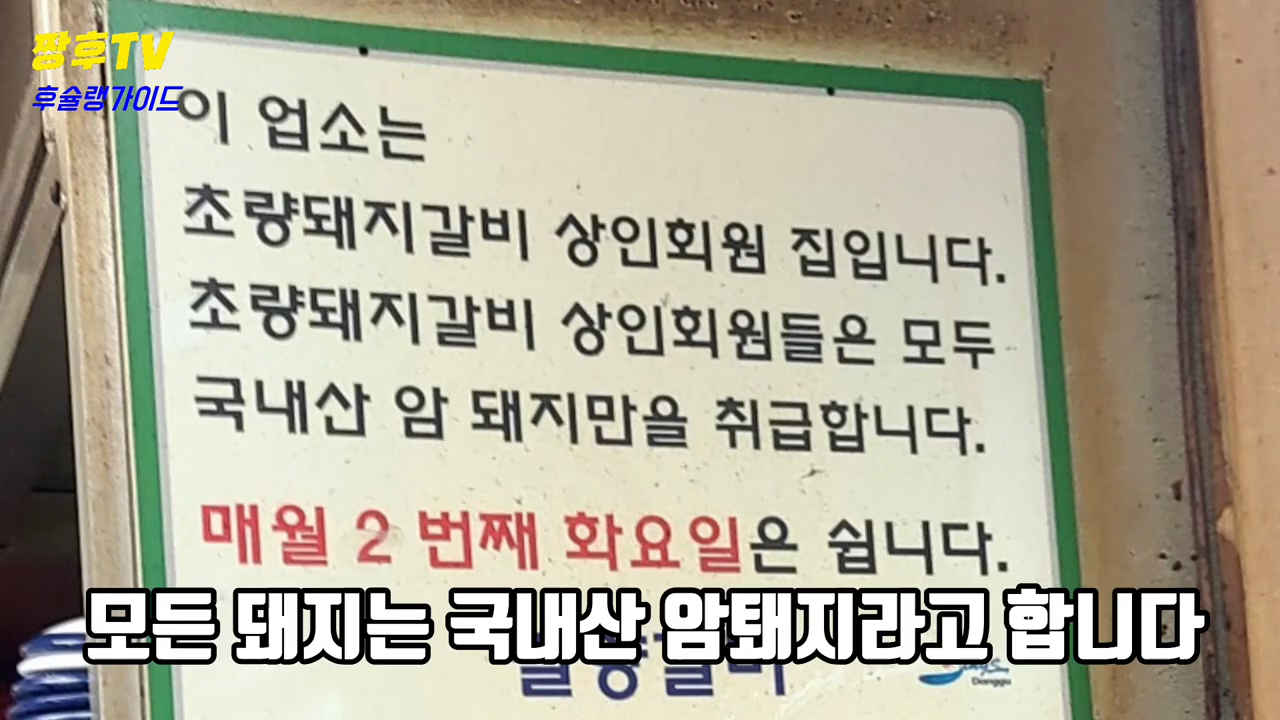 짱후TV
후슐랭가이드
이 업소는
초량돼지갈비 상인회원 집입니다.
초량돼지갈비 상인회원들은 모두
국내산 암 돼지만을 취급합니다.
매월 2 번째 화요일은 쉽니다.
모든 돼지는 국내산 암퇘지라고 합니다
Donggu